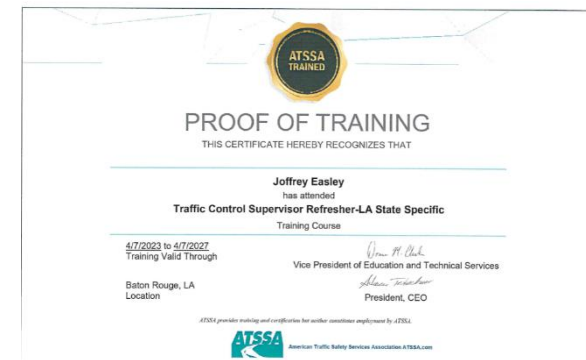 ATSSA
TRAINED
PROOF OF TRAINING
THIS CERTIFICATE HEREBY RECOGNIZES THAT
Joffrey Easley
has attended
Traffic Control Supervisor Refresher-LA State Specific
Training Course
4/7/2023 to 4/7/2027
Training Valid Through
Vice President of Education and Technical Services
Baton Rouge, LA
Location
President, CEO
ATSSA provides training and certification but neither constitutes employment by ATSSA.
ATSSA
American Traffic Safety Services Association ATSSA.com